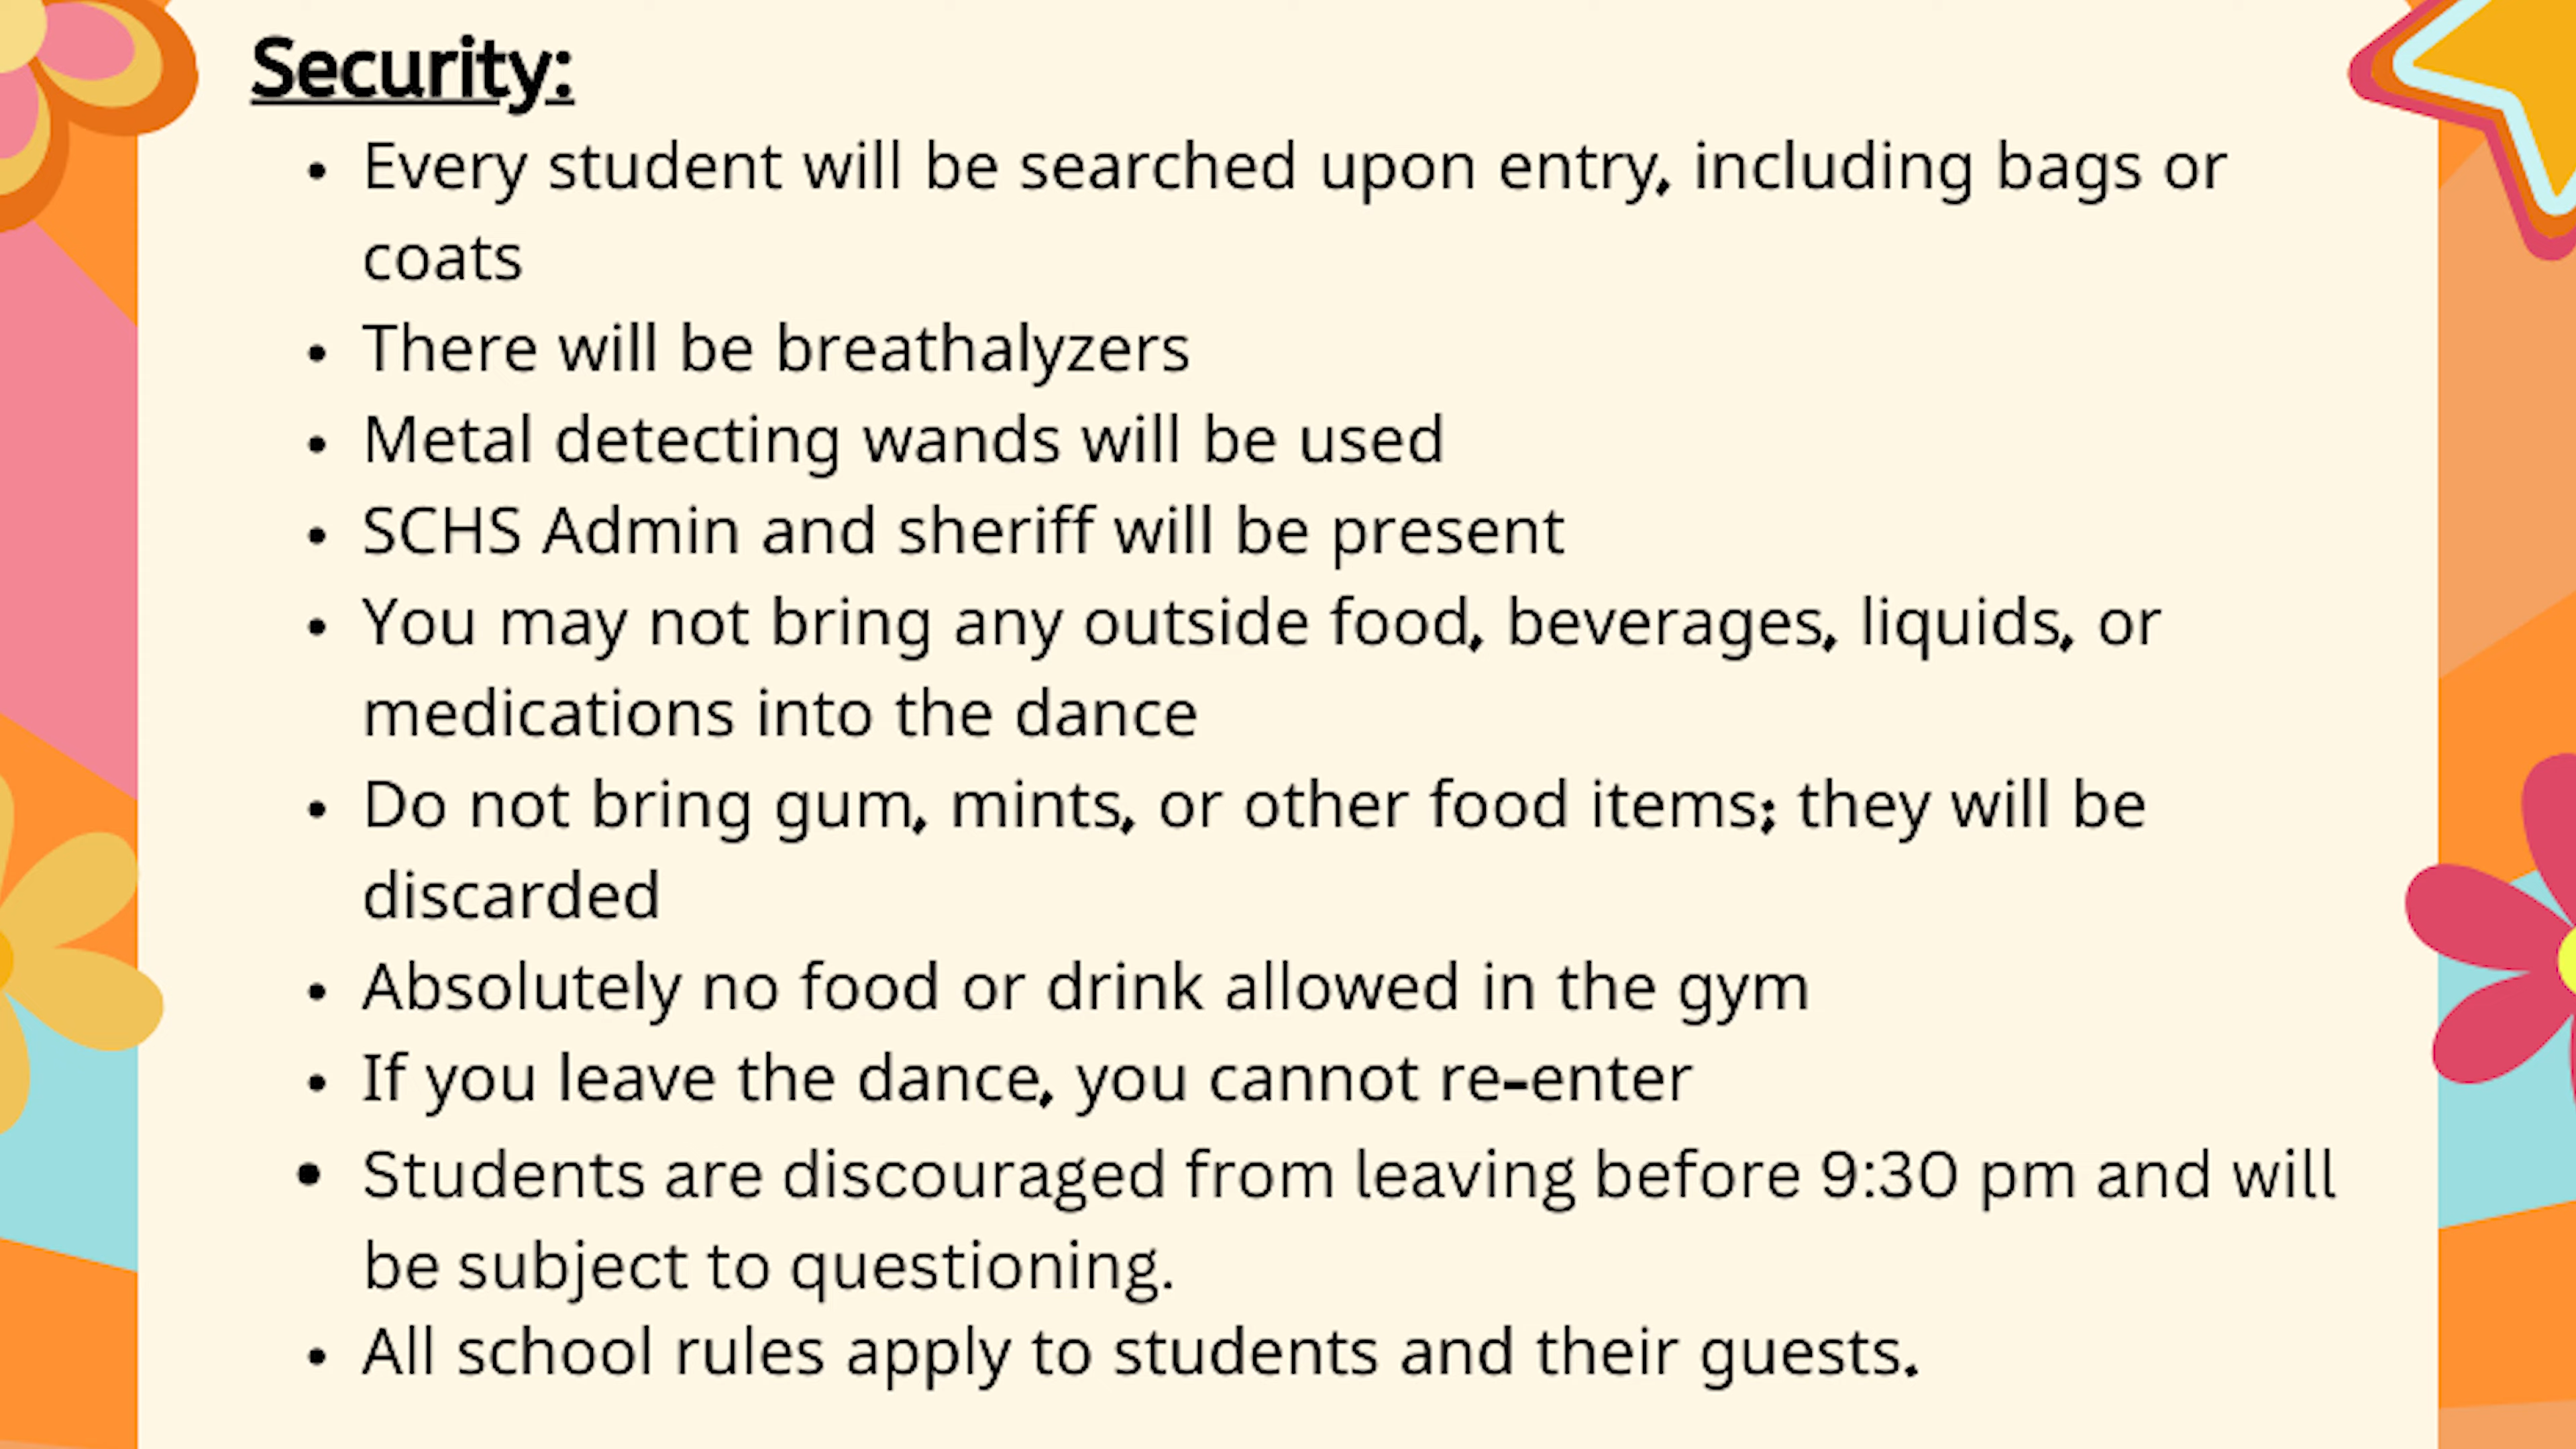 Security:
• Every student will be searched upon entry, including bags or
coats
• There will be breathalyzers
• Metal detecting wands will be used
• SCHS Admin and sheriff will be present
• You may not bring any outside food, beverages, liquids, or
medications into the dance
• Do not bring gum, mints, or other food items; they will be
discarded
• Absolutely no food or drink allowed in the gym
• If you leave the dance, you cannot re-enter
• Students are discouraged from leaving before 9:30 pm and will
be subject to questioning.
• All school rules apply to students and their guests.